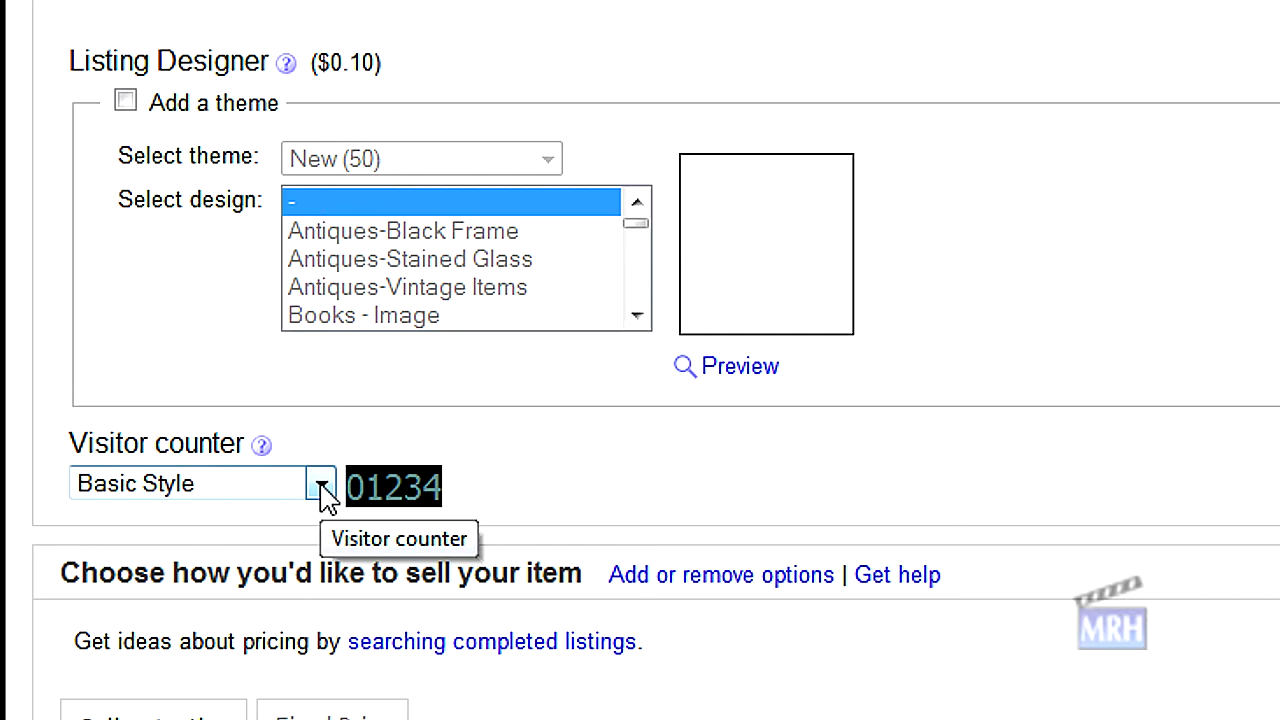 Listing Designer ? ($0.10)
Add a theme
Select theme: New (50)
Select design: -
Antiques-Black Frame
Antiques-Stained Glass
Antiques-Vintage Items
Books - Image
Preview
Visitor counter ?
Basic Style 01234
Visitor counter
Choose how you'd like to sell your item Add or remove options | Get help
MRH
Get ideas about pricing by searching completed listings.